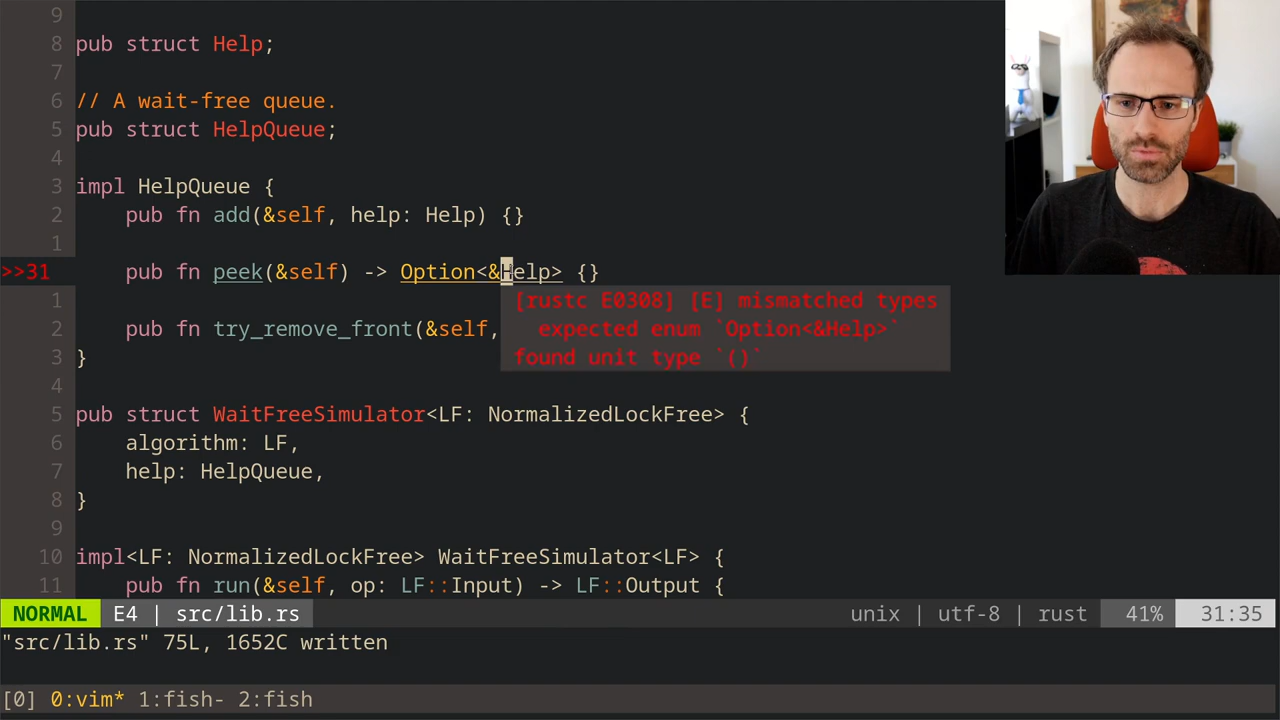 9
8 pub struct Help;
7
6 // A wait-free queue.
5 pub struct HelpQueue;
4
3 impl HelpQueue {
2     pub fn add(&self, help: Help) {}
1
>>31     pub fn peek(&self) -> Option<&Help> {}
1 [rustc E0308] [E] mismatched types
expected enum `Option<&Help>`
2     pub fn try_remove_front(&self,
found unit type `()`
3 }
4
5 pub struct WaitFreeSimulator<LF: NormalizedLockFree> {
6     algorithm: LF,
7     help: HelpQueue,
8 }
9
10 impl<LF: NormalizedLockFree> WaitFreeSimulator<LF> {
11     pub fn run(&self, op: LF::Input) -> LF::Output {
NORMAL E4 | src/lib.rs unix | utf-8 | rust 41% 31:35
"src/lib.rs" 75L, 1652C written
[0] 0:vim* 1:fish- 2:fish